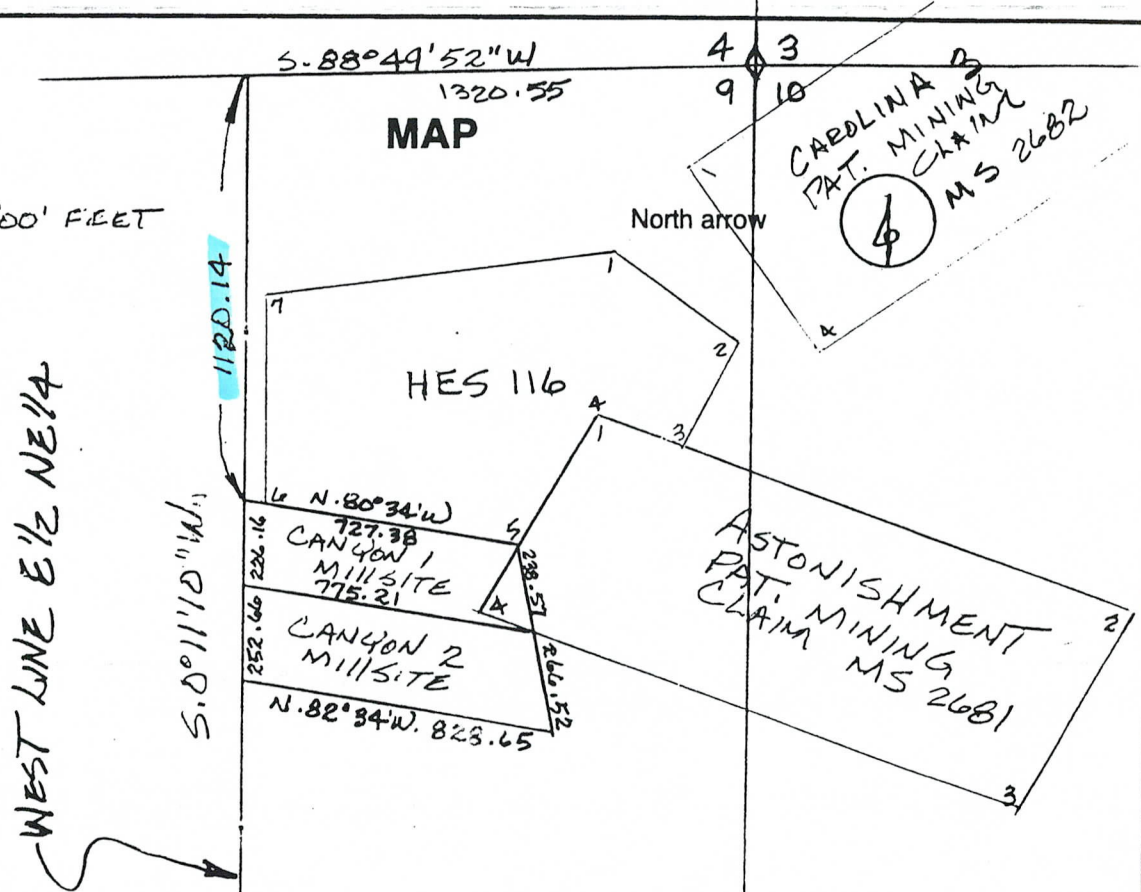 S. 88°49'52" W
1320.55
4 3
9 10
MAP
CAROLINA
PAT. MINING
CLAIM
MS 2682
1
4
North arrow
00' FEET
1120.14
7
1
2
HES 116
3
4
1
WEST LINE E1/2 NE1/4
S. 0°11'10" W.
6
N. 80°34' W
727.38
5
226.16
CANYON 1
MILLSITE
775.21
238.57
4
252.66
CANYON 2
MILLSITE
266.52
N. 82°34' W. 823.65
ASTONISHMENT
PAT. MINING
CLAIM MS 2681
2
3